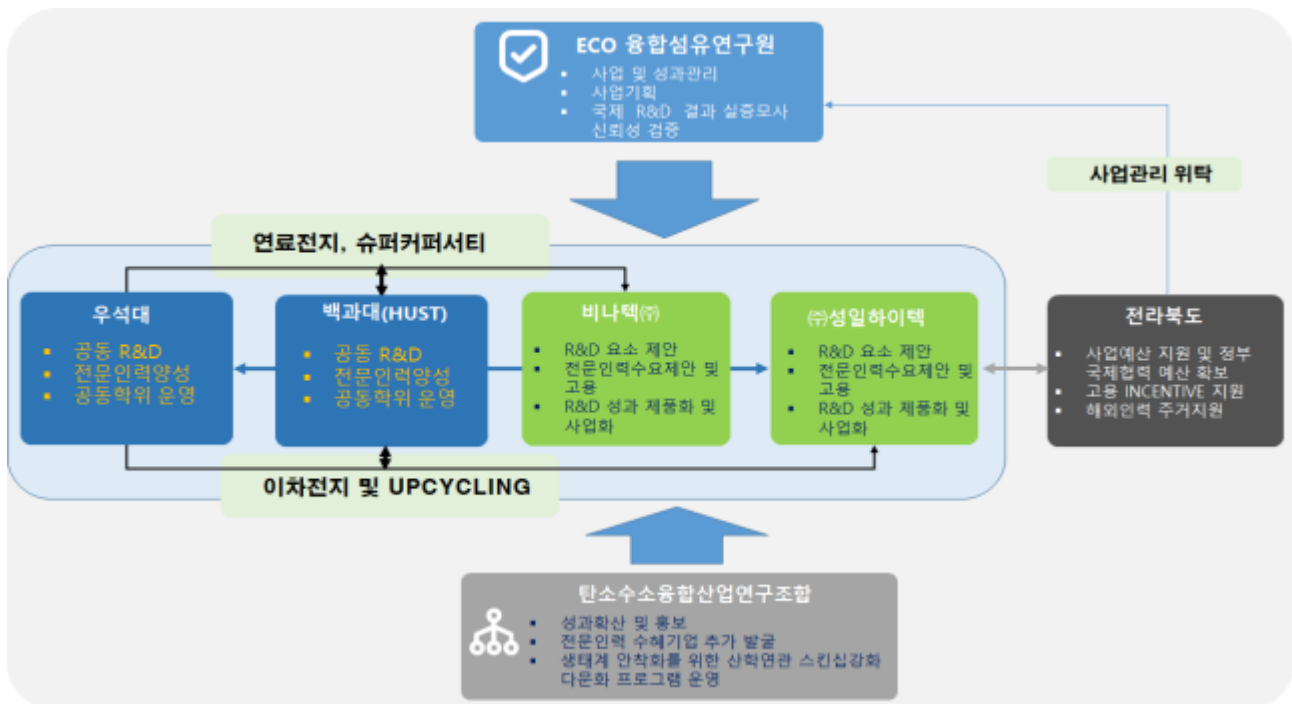 ECO 융합섬유연구원
▪ 사업 및 성과관리
▪ 사업기획
▪ 국제 R&D 결과 실증모사
신뢰성 검증
사업관리 위탁
연료전지, 슈퍼커퍼서티
우석대
▪ 공동 R&D
▪ 전문인력양성
▪ 공동학위 운영
백과대(HUST)
▪ 공동 R&D
▪ 전문인력양성
▪ 공동학위 운영
비나텍㈜
▪ R&D 요소 제안
▪ 전문인력수요제안 및
고용
▪ R&D 성과 제품화 및
사업화
㈜성일하이텍
▪ R&D 요소 제안
▪ 전문인력수요제안 및
고용
▪ R&D 성과 제품화 및
사업화
전라북도
▪ 사업예산 지원 및 정부
국제협력 예산 확보
▪ 고용 INCENTIVE 지원
▪ 해외인력 주거지원
이차전지 및 UPCYCLING
탄소수소융합산업연구조합
▪ 성과확산 및 홍보
▪ 전문인력 수혜기업 추가 발굴
▪ 생태계 안착화를 위한 산학연관 스킨십강화
다문화 프로그램 운영